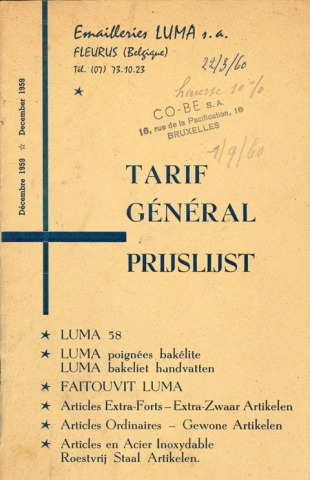 Emailleries LUMA s.a.
FLEURUS (Belgique)
Tél. (07) 73.10.23
22/3/60
hausse 10 %
CO-BE S.A.
16, rue de la Pacification, 16
BRUXELLES
1/9/60
Décembre 1959 ☆ December 1959
TARIF
GÉNÉRAL
PRIJSLIJST
★ LUMA 58
★ LUMA poignées bakélite
LUMA bakeliet handvatten
★ FAITOUVIT LUMA
★ Articles Extra-Forts – Extra-Zwaar Artikelen
★ Articles Ordinaires – Gewone Artikelen
★ Articles en Acier Inoxydable
Roestvrij Staal Artikelen.